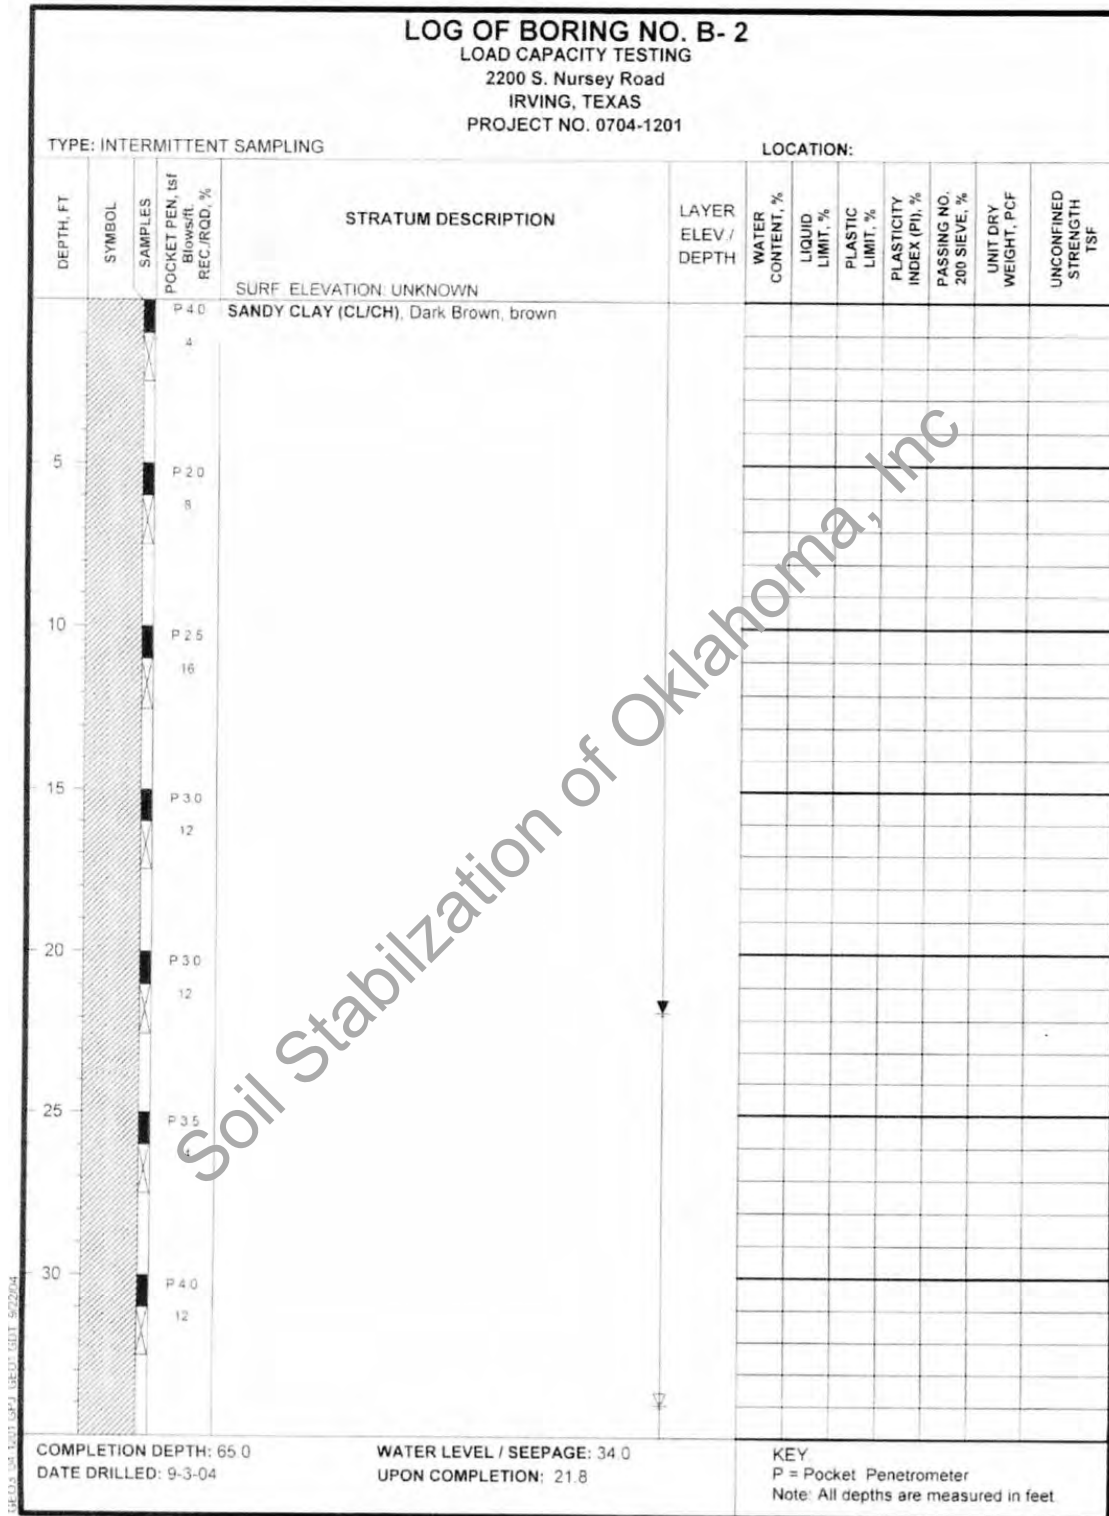 LOG OF BORING NO. B- 2
LOAD CAPACITY TESTING
2200 S. Nursey Road
IRVING, TEXAS
PROJECT NO. 0704-1201
TYPE: INTERMITTENT SAMPLING
LOCATION:
DEPTH, FT
SYMBOL
SAMPLES
POCKET PEN, tsf
Blows/ft.
REC./RQD, %
STRATUM DESCRIPTION
SURF. ELEVATION: UNKNOWN
LAYER
ELEV./
DEPTH
WATER
CONTENT, %
LIQUID
LIMIT, %
PLASTIC
LIMIT, %
PLASTICITY
INDEX (PI), %
PASSING NO.
200 SIEVE, %
UNIT DRY
WEIGHT, PCF
UNCONFINED
STRENGTH
TSF
P 4.0 SANDY CLAY (CL/CH), Dark Brown, brown
4
5
P 2.0
8
10
P 2.5
16
15
P 3.0
12
20
P 3.0
12
25
P 3.5
30
P 4.0
12
Soil Stabilzation of Oklahoma, Inc
COMPLETION DEPTH: 65.0
DATE DRILLED: 9-3-04
WATER LEVEL / SEEPAGE: 34.0
UPON COMPLETION: 21.8
KEY
P = Pocket Penetrometer
Note: All depths are measured in feet